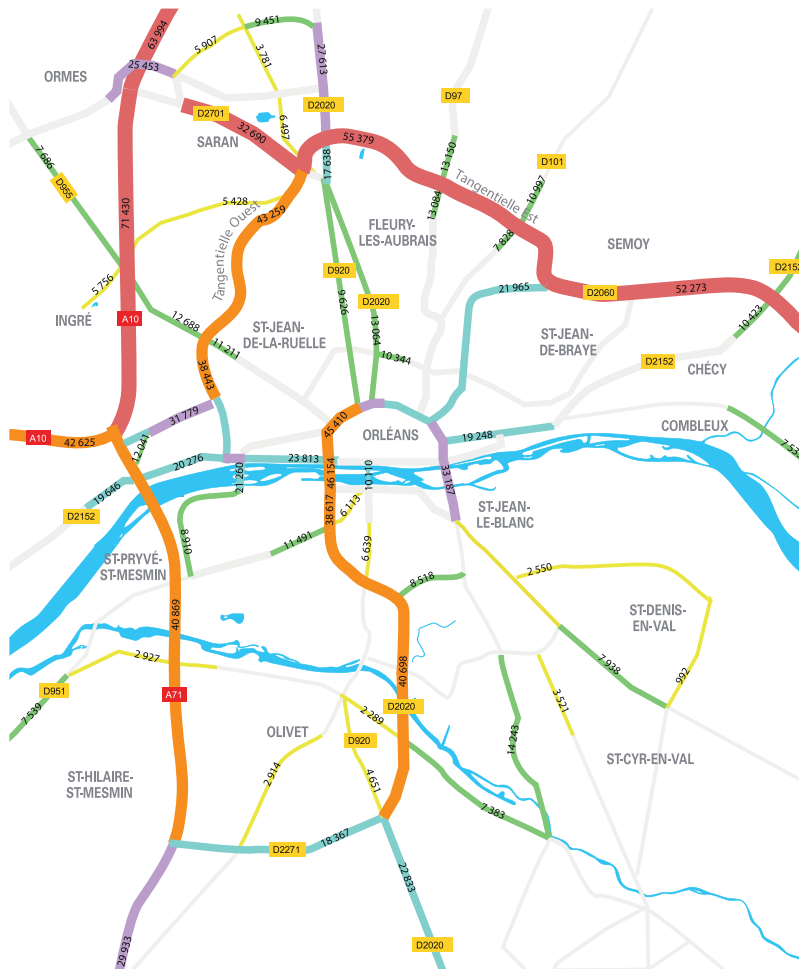 63 994
9 451
5 907
27 613
3 781
25 453
ORMES
D2701
D2020
D97
32 690
6 497
SARAN
55 379
17 638
13 150
D101
7 686
D955
10 997
Tangentielle Est
13 084
5 428
43 259
Tangentielle Ouest
71 430
FLEURY-
LES-AUBRAIS
7 828
SEMOY
D2152
D920
5 756
21 965
D2060
52 273
9 626
D2020
INGRÉ
A10
12 688
13 064
10 423
ST-JEAN-
DE-LA-RUELLE
ST-JEAN-
DE-BRAYE
11 211
10 344
D2152
CHÉCY
38 443
31 779
45 410
A10
42 625
12 041
ORLÉANS
19 248
COMBLEUX
20 276
23 813
46 154
10 110
33 187
19 646
21 260
D2152
38 617
6 113
ST-JEAN-
LE-BLANC
11 491
6 639
8 910
ST-PRYVÉ-
ST-MESMIN
8 518
2 550
40 869
ST-DENIS-
EN-VAL
2 927
40 698
7 938
992
D951
A71
7 539
D2020
2 289
3 521
OLIVET
D920
14 243
ST-CYR-EN-VAL
2 914
4 651
ST-HILAIRE-
ST-MESMIN
7 383
18 367
D2271
22 833
29 933
D2020